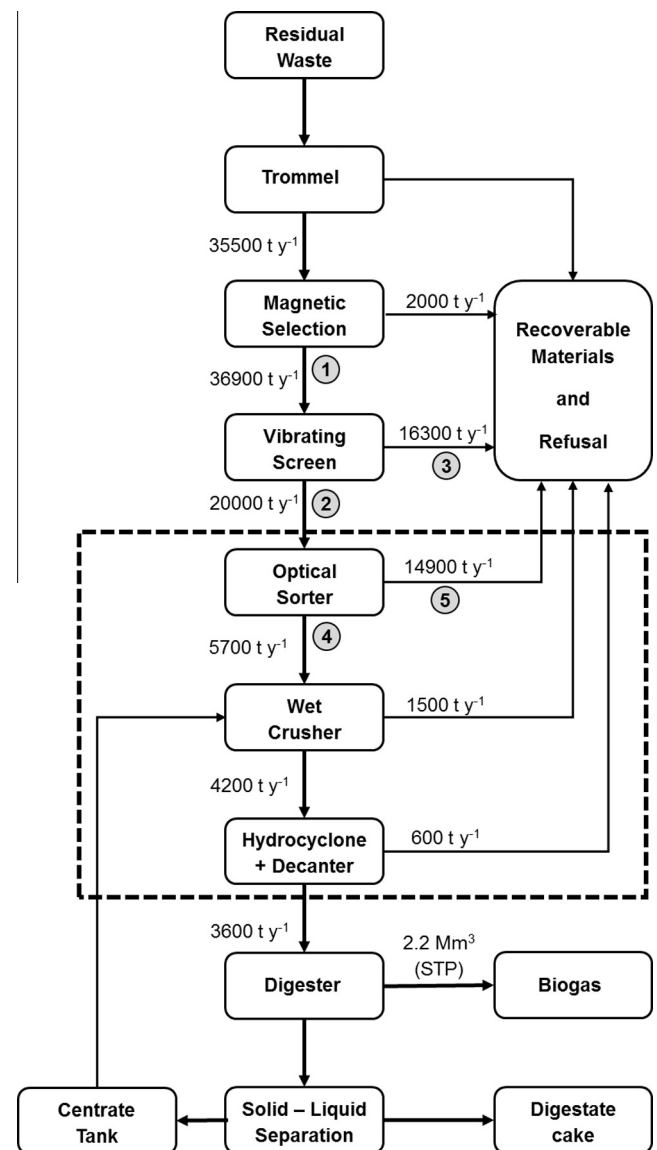 Residual
Waste
Trommel
35500 t y-1
Magnetic
Selection
2000 t y-1
Recoverable
Materials
and
Refusal
36900 t y-1
1
Vibrating
Screen
16300 t y-1
3
20000 t y-1
2
Optical
Sorter
14900 t y-1
5
5700 t y-1
4
Wet
Crusher
1500 t y-1
4200 t y-1
Hydrocyclone
+ Decanter
600 t y-1
3600 t y-1
2.2 Mm3
(STP)
Digester
Biogas
Centrate
Tank
Solid – Liquid
Separation
Digestate
cake